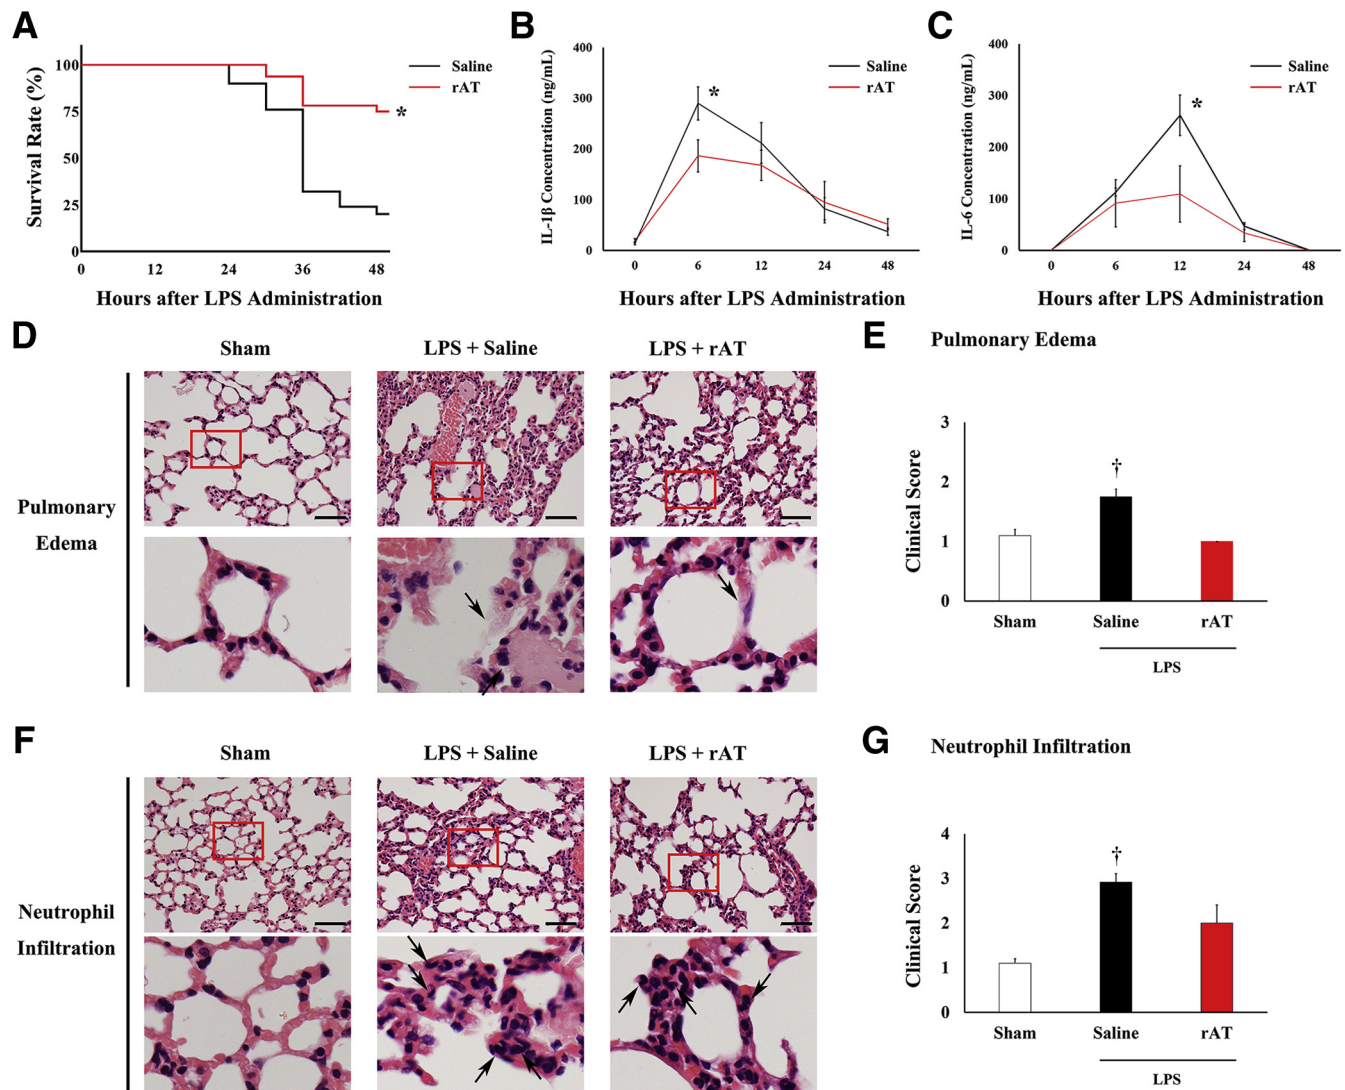 A
Survival Rate (%)
100
75
50
25
0
0 12 24 36 48
Hours after LPS Administration
Saline
rAT
*
B
IL-1β Concentration (ng/mL)
400
300
200
100
0
0 6 12 24 48
Hours after LPS Administration
Saline
rAT
*
C
IL-6 Concentration (ng/mL)
400
300
200
100
0
0 6 12 24 48
Hours after LPS Administration
Saline
rAT
*
D
Sham LPS + Saline LPS + rAT
Pulmonary
Edema
E
Pulmonary Edema
Clinical Score
3
2
1
0
†
Sham Saline rAT
LPS
F
Sham LPS + Saline LPS + rAT
Neutrophil
Infiltration
G
Neutrophil Infiltration
Clinical Score
4
3
2
1
0
†
Sham Saline rAT
LPS